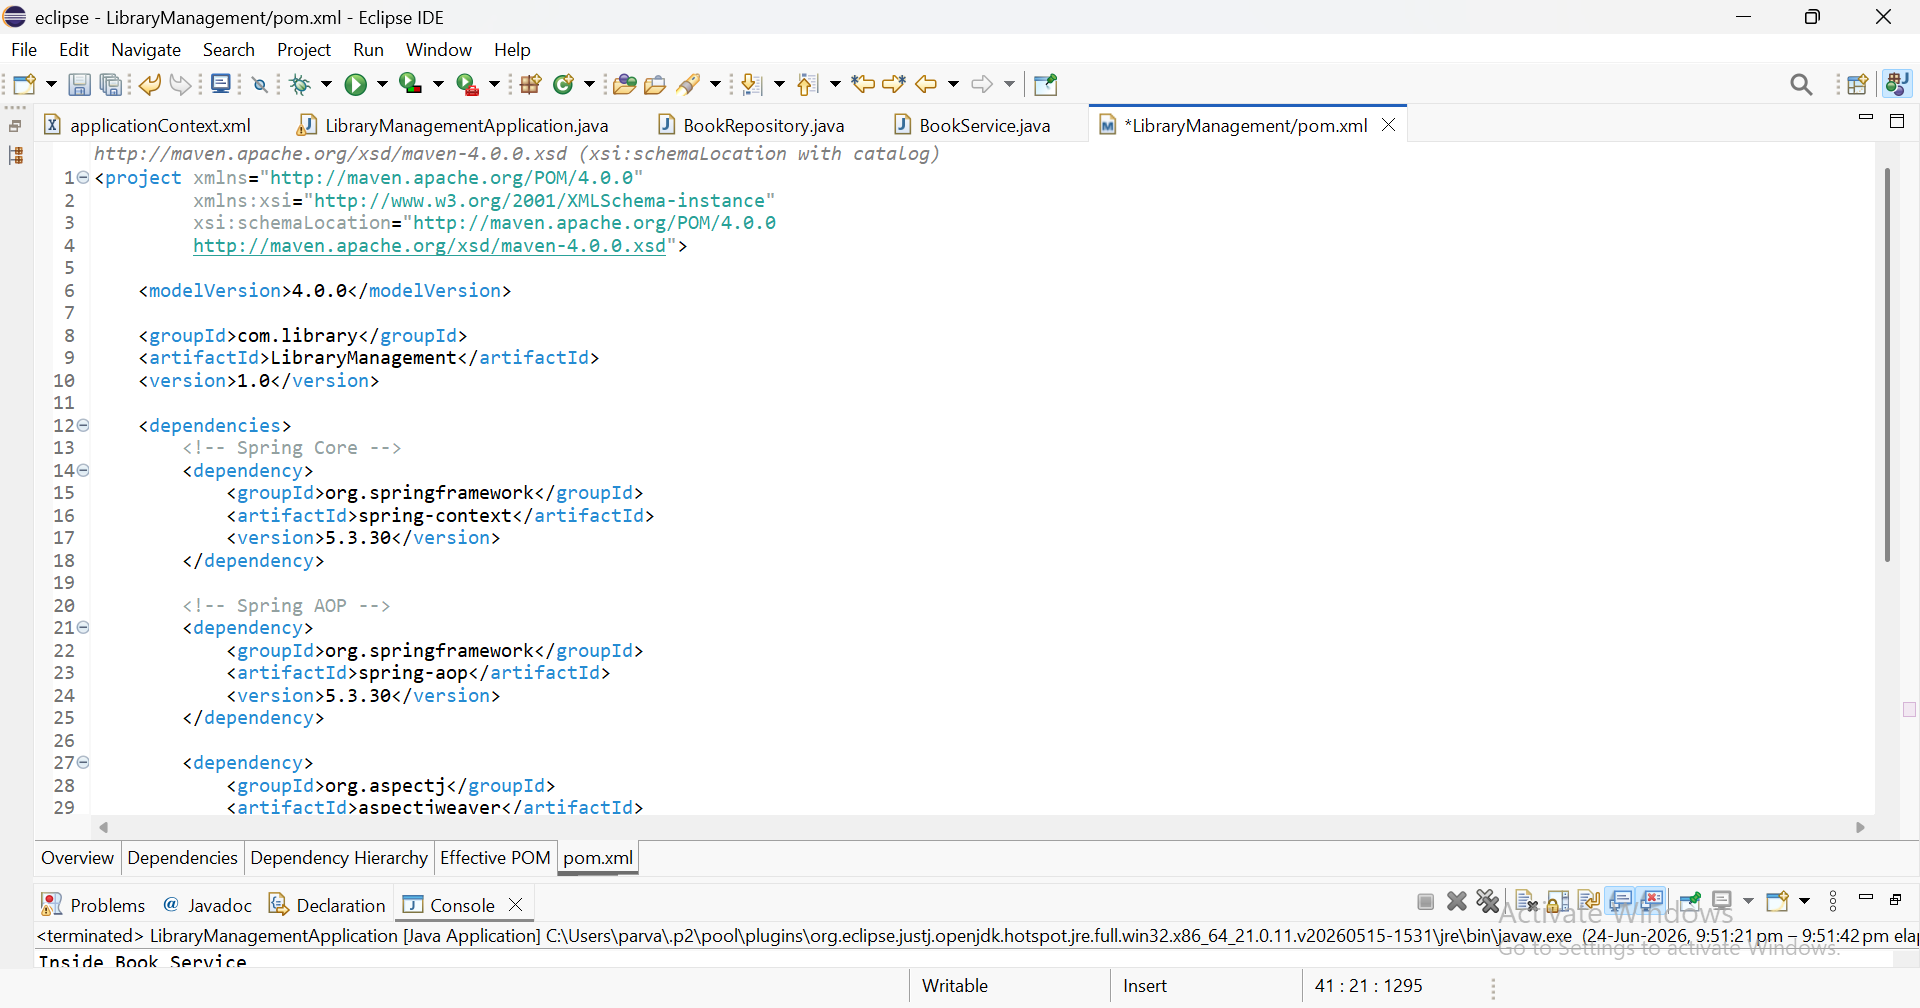 eclipse - LibraryManagement/pom.xml - Eclipse IDE
File Edit Navigate Search Project Run Window Help
applicationContext.xml LibraryManagementApplication.java BookRepository.java BookService.java *LibraryManagement/pom.xml
http://maven.apache.org/xsd/maven-4.0.0.xsd (xsi:schemaLocation with catalog)
1 <project xmlns="http://maven.apache.org/POM/4.0.0"
2 xmlns:xsi="http://www.w3.org/2001/XMLSchema-instance"
3 xsi:schemaLocation="http://maven.apache.org/POM/4.0.0
4 http://maven.apache.org/xsd/maven-4.0.0.xsd">
5
6 <modelVersion>4.0.0</modelVersion>
7
8 <groupId>com.library</groupId>
9 <artifactId>LibraryManagement</artifactId>
10 <version>1.0</version>
11
12 <dependencies>
13 <!-- Spring Core -->
14 <dependency>
15 <groupId>org.springframework</groupId>
16 <artifactId>spring-context</artifactId>
17 <version>5.3.30</version>
18 </dependency>
19
20 <!-- Spring AOP -->
21 <dependency>
22 <groupId>org.springframework</groupId>
23 <artifactId>spring-aop</artifactId>
24 <version>5.3.30</version>
25 </dependency>
26
27 <dependency>
28 <groupId>org.aspectj</groupId>
29 <artifactId>aspectjweaver</artifactId>
Overview Dependencies Dependency Hierarchy Effective POM pom.xml
Problems Javadoc Declaration Console
Activate Windows
<terminated> LibraryManagementApplication [Java Application] C:\Users\parva\.p2\pool\plugins\org.eclipse.justj.openjdk.hotspot.jre.full.win32.x86_64_21.0.11.v20260515-1531\jre\bin\javaw.exe (24-Jun-2026, 9:51:21 pm – 9:51:42 pm elap
Go to Settings to activate Windows.
Inside Book Service
Writable Insert 41 : 21 : 1295